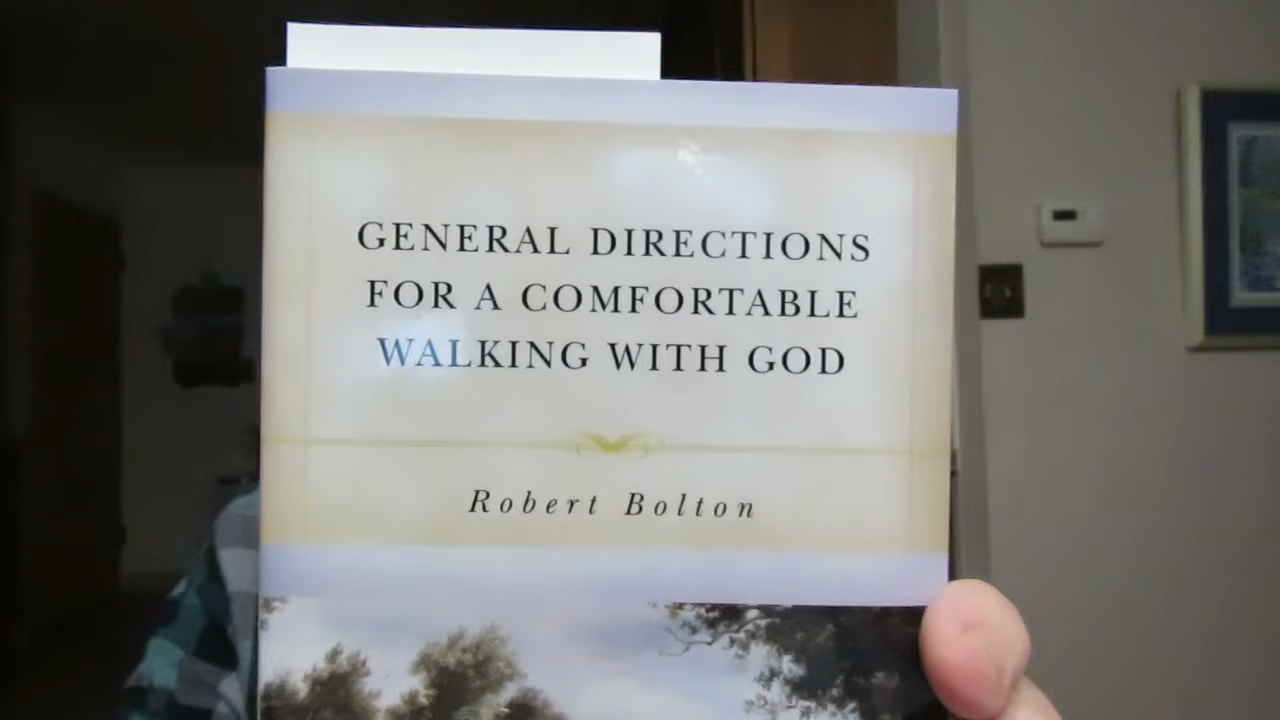 GENERAL DIRECTIONS
FOR A COMFORTABLE
WALKING WITH GOD
Robert Bolton